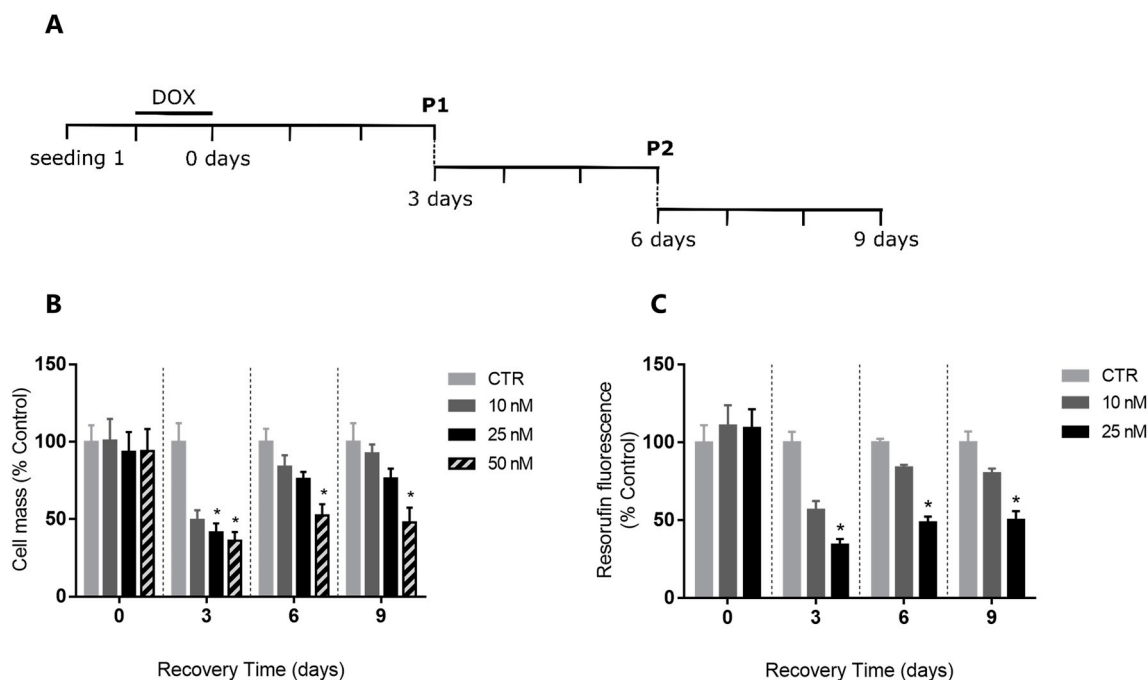 A
DOX
P1
seeding 1
0 days
P2
3 days
6 days
9 days
B
150
100
50
0
Cell mass (% Control)
CTR
10 nM
25 nM
50 nM
* *
*
*
0 3 6 9
Recovery Time (days)
C
150
100
50
0
Resorufin fluorescence
(% Control)
CTR
10 nM
25 nM
*
*
*
0 3 6 9
Recovery Time (days)